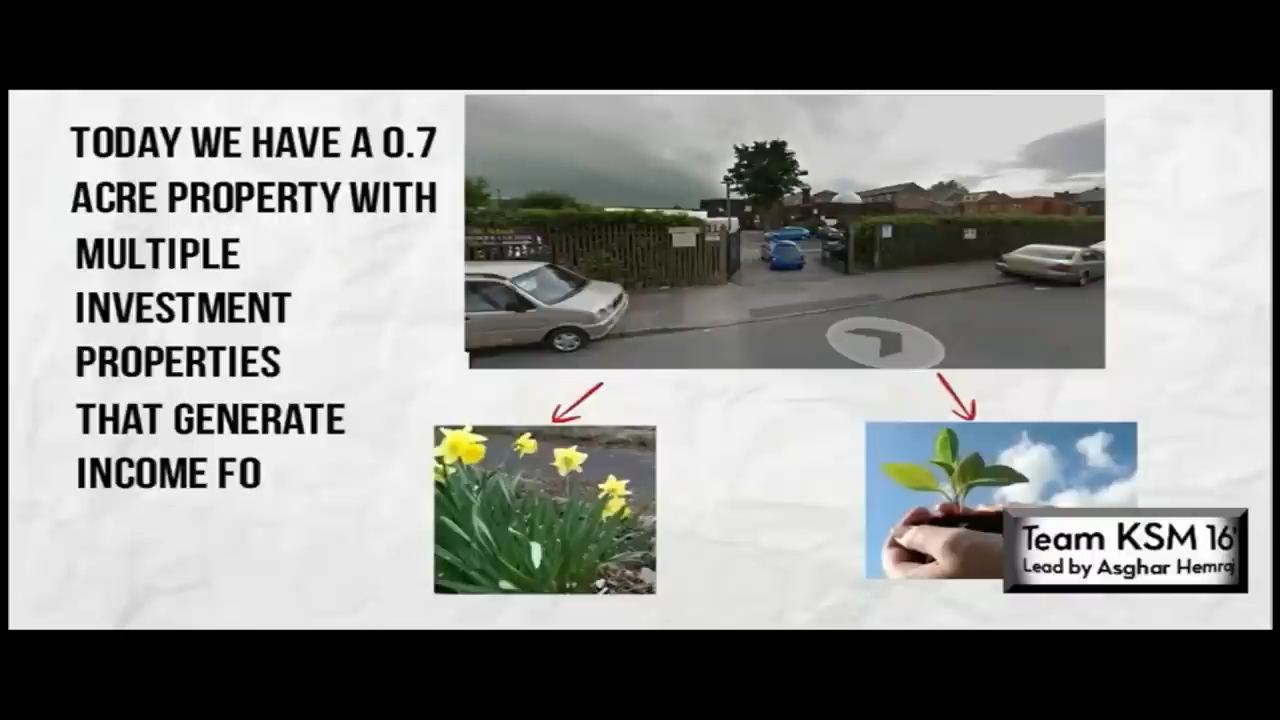 TODAY WE HAVE A 0.7
ACRE PROPERTY WITH
MULTIPLE
INVESTMENT
PROPERTIES
THAT GENERATE
INCOME FO
Team KSM 16'
Lead by Asghar Hemraj